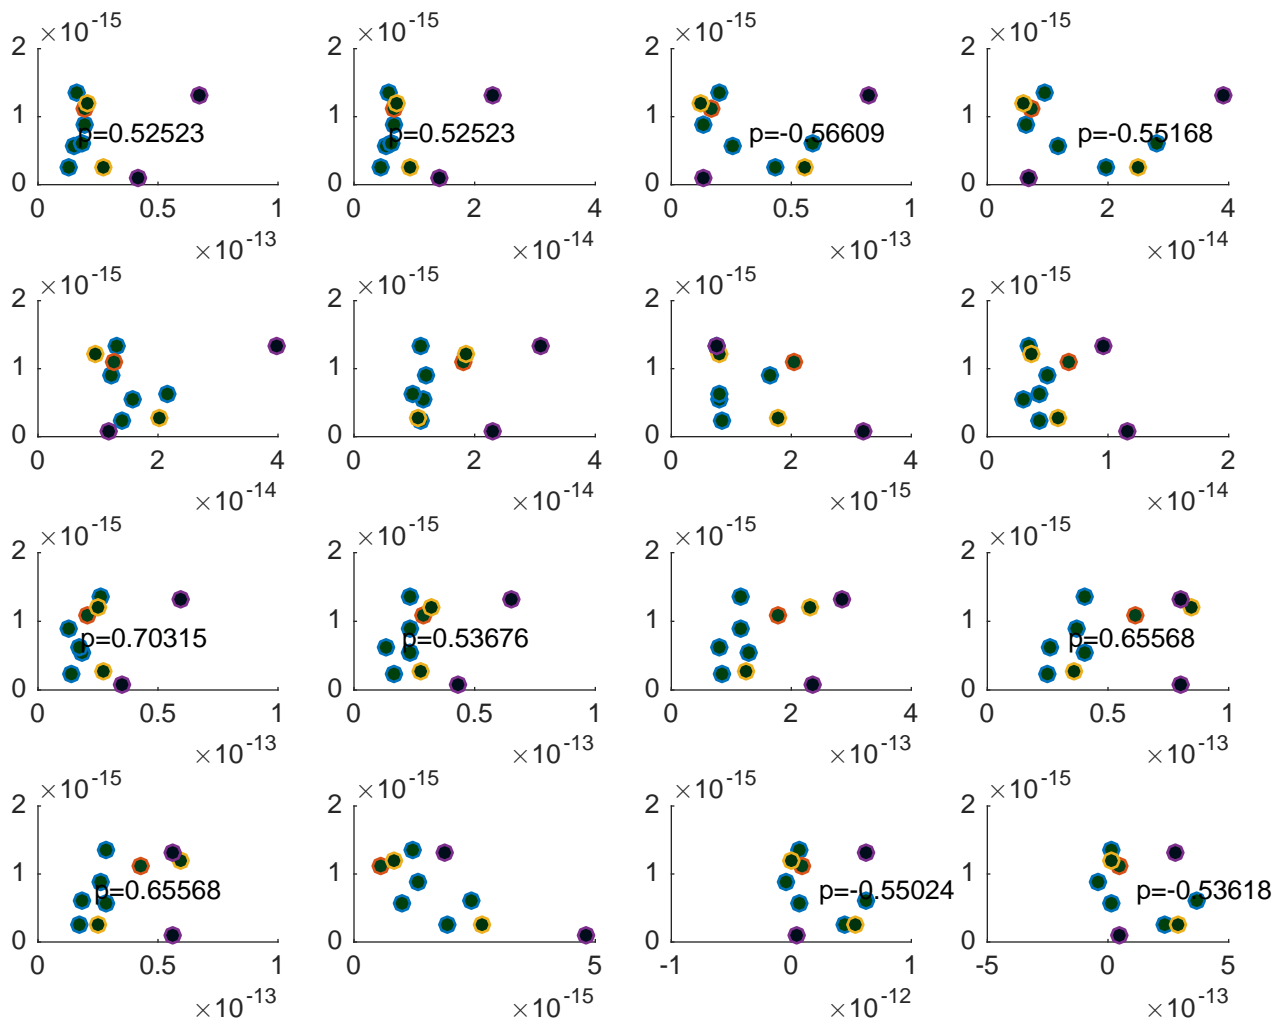 ×10-15 ×10-15 ×10-15 ×10-15
2 2 2 2
1 1 1 1
p=0.52523 p=0.52523 p=-0.56609 p=-0.55168
0 0 0 0
0 0.5 1 0 2 4 0 0.5 1 0 2 4
×10-13 ×10-14 ×10-13 ×10-14
×10-15 ×10-15 ×10-15 ×10-15
2 2 2 2
1 1 1 1
0 0 0 0
0 2 4 0 2 4 0 2 4 0 1 2
×10-14 ×10-14 ×10-15 ×10-14
×10-15 ×10-15 ×10-15 ×10-15
2 2 2 2
1 1 1 1
p=0.70315 p=0.53676 p=0.65568
0 0 0 0
0 0.5 1 0 0.5 1 0 2 4 0 0.5 1
×10-13 ×10-13 ×10-13 ×10-13
×10-15 ×10-15 ×10-15 ×10-15
2 2 2 2
1 1 1 1
p=0.65568 p=-0.55024 p=-0.53618
0 0 0 0
0 0.5 1 0 5 -1 0 1 -5 0 5
×10-13 ×10-15 ×10-12 ×10-13